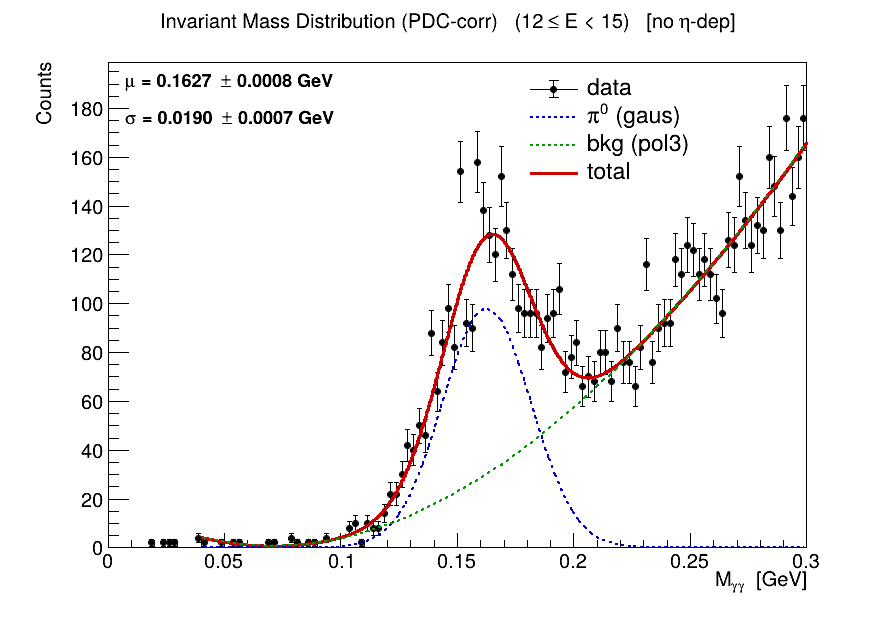 Invariant Mass Distribution (PDC-corr) (12 ≤ E < 15) [no η-dep]
Counts
μ = 0.1627 ± 0.0008 GeV
σ = 0.0190 ± 0.0007 GeV
data
π⁰ (gaus)
bkg (pol3)
total
180
160
140
120
100
80
60
40
20
0
0 0.05 0.1 0.15 0.2 0.25 0.3
Mγγ [GeV]